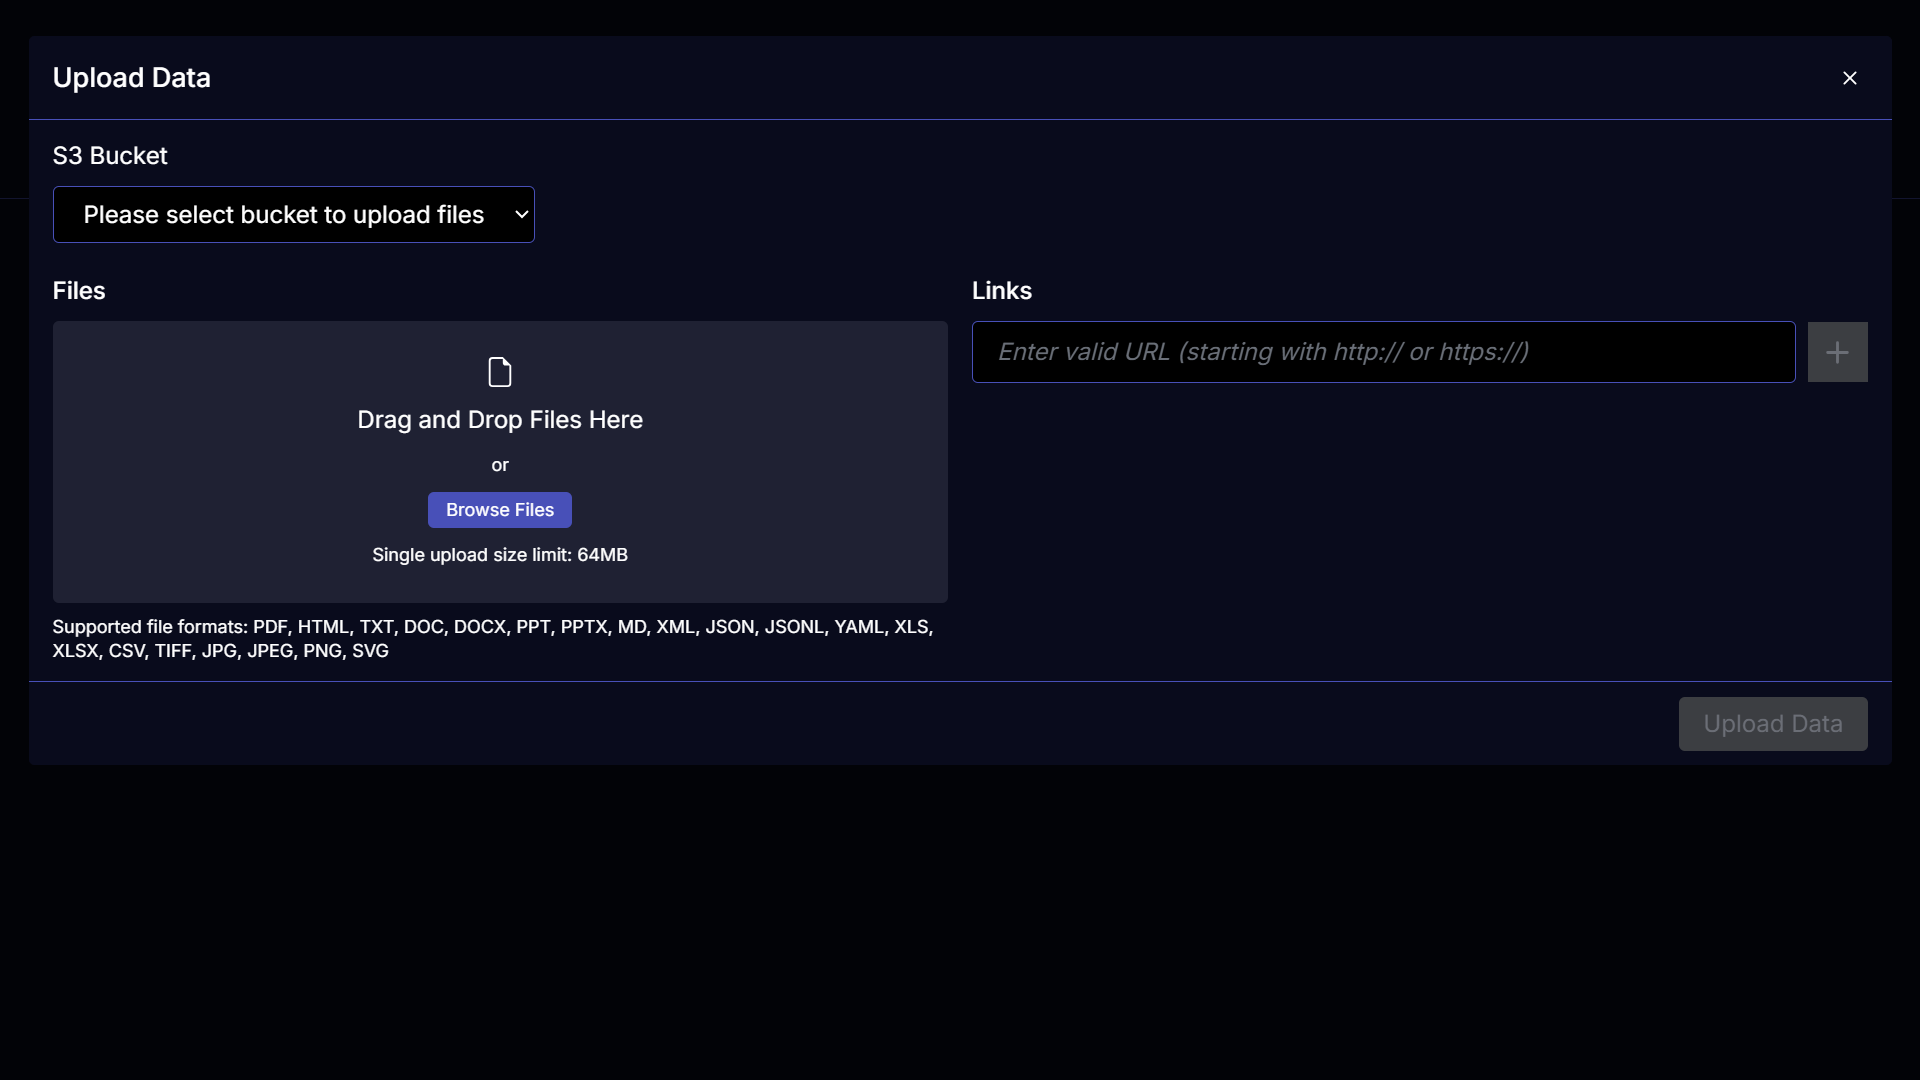 Upload Data
S3 Bucket
Please select bucket to upload files
Files
Drag and Drop Files Here
or
Browse Files
Single upload size limit: 64MB
Supported file formats: PDF, HTML, TXT, DOC, DOCX, PPT, PPTX, MD, XML, JSON, JSONL, YAML, XLS,
XLSX, CSV, TIFF, JPG, JPEG, PNG, SVG
Links
Enter valid URL (starting with http:// or https://)
Upload Data